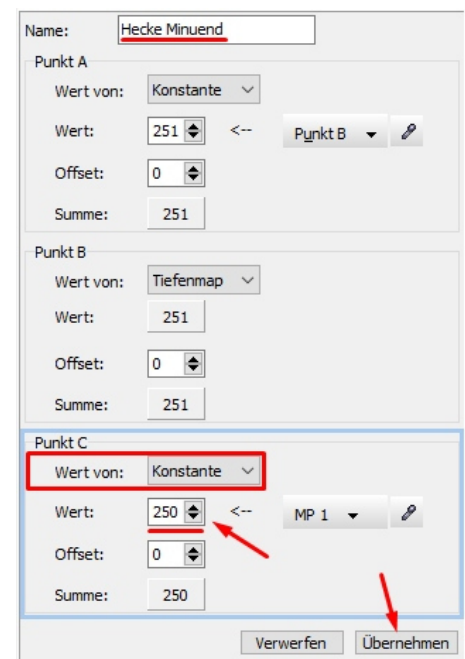 Name: Hecke Minuend
Punkt A
Wert von: Konstante
Wert: 251 <-- Punkt B
Offset: 0
Summe: 251
Punkt B
Wert von: Tiefenmap
Wert: 251
Offset: 0
Summe: 251
Punkt C
Wert von: Konstante
Wert: 250 <-- MP 1
Offset: 0
Summe: 250
Verwerfen Übernehmen